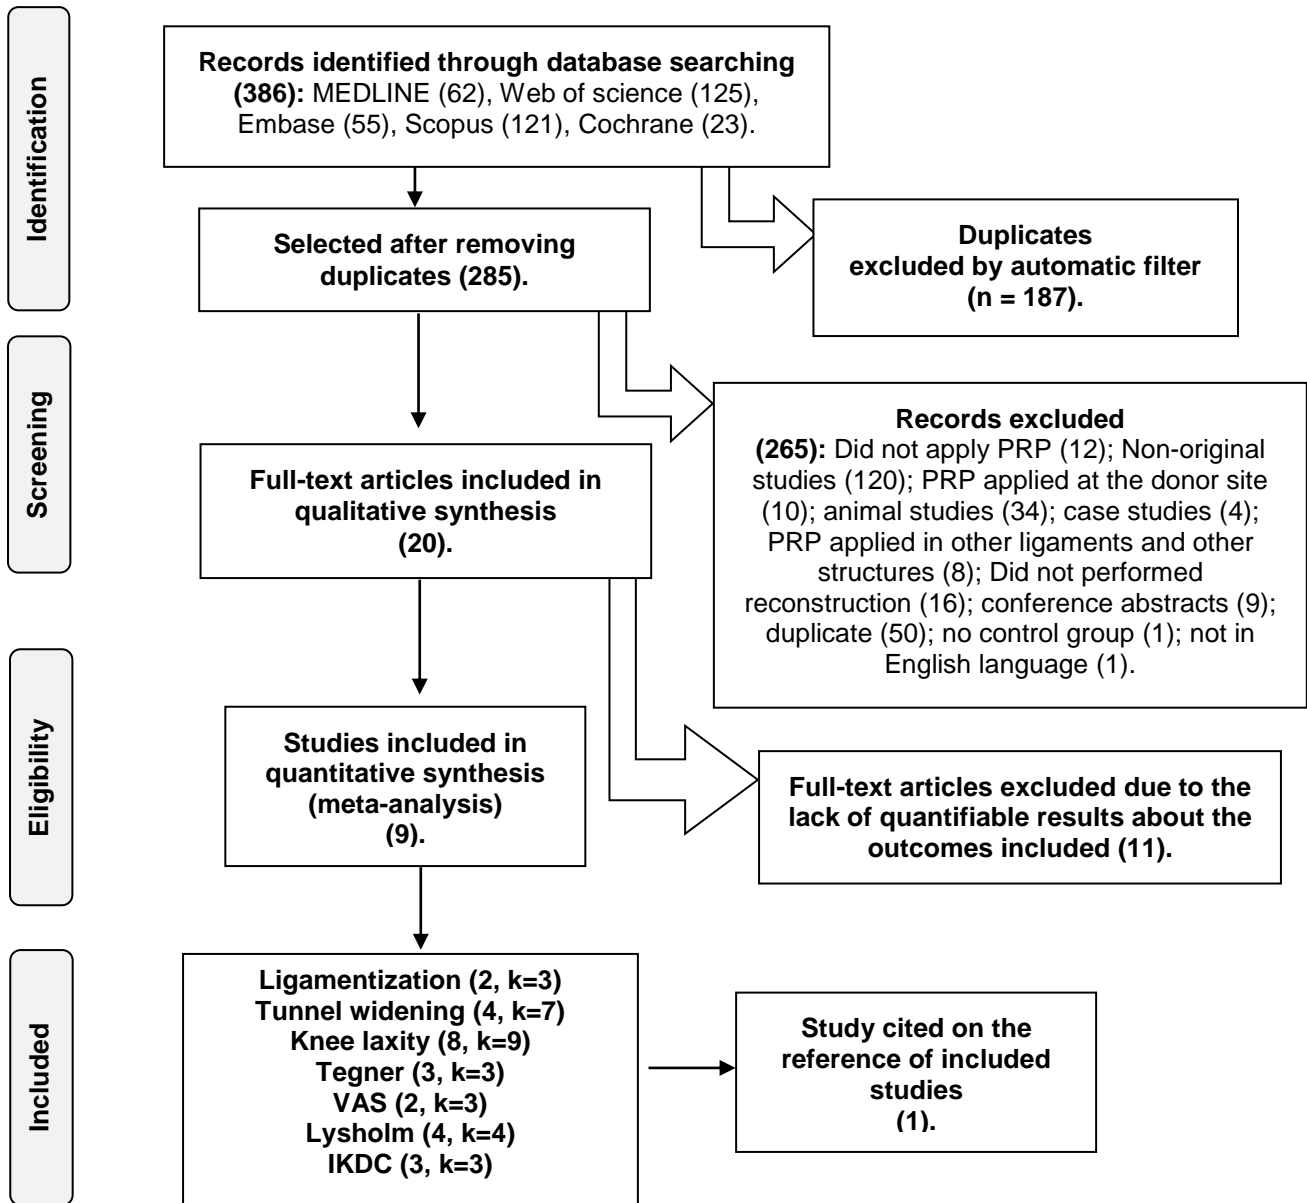 Identification
Records identified through database searching
(386): MEDLINE (62), Web of science (125),
Embase (55), Scopus (121), Cochrane (23).
Selected after removing
duplicates (285).
Duplicates
excluded by automatic filter
(n = 187).
Screening
Records excluded
(265): Did not apply PRP (12); Non-original
studies (120); PRP applied at the donor site
(10); animal studies (34); case studies (4);
PRP applied in other ligaments and other
structures (8); Did not performed
reconstruction (16); conference abstracts (9);
duplicate (50); no control group (1); not in
English language (1).
Full-text articles included in
qualitative synthesis
(20).
Eligibility
Studies included in
quantitative synthesis
(meta-analysis)
(9).
Full-text articles excluded due to the
lack of quantifiable results about the
outcomes included (11).
Included
Ligamentization (2, k=3)
Tunnel widening (4, k=7)
Knee laxity (8, k=9)
Tegner (3, k=3)
VAS (2, k=3)
Lysholm (4, k=4)
IKDC (3, k=3)
Study cited on the
reference of included
studies
(1).